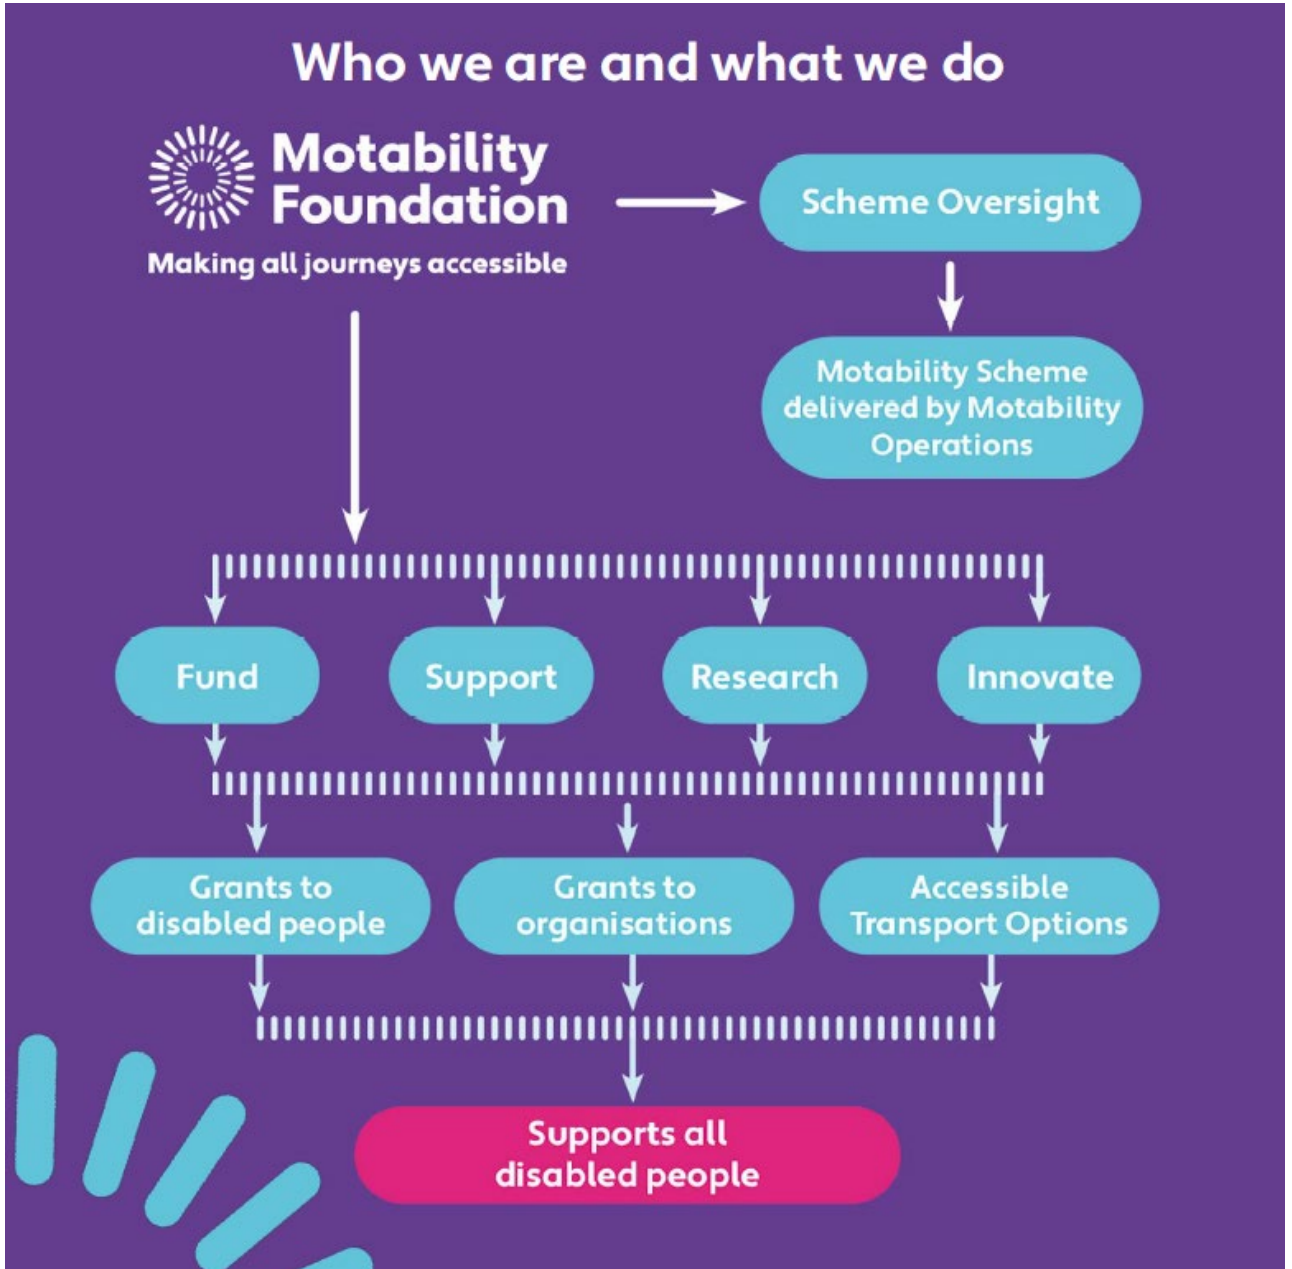 Who we are and what we do
Motability
Foundation
Making all journeys accessible
Scheme Oversight
Motability Scheme
delivered by Motability
Operations
Fund
Support
Research
Innovate
Grants to
disabled people
Grants to
organisations
Accessible
Transport Options
Supports all
disabled people